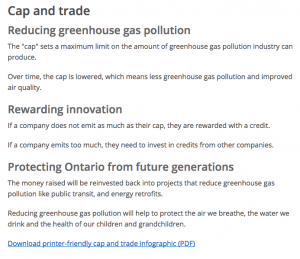 Cap and trade
Reducing greenhouse gas pollution
The "cap" sets a maximum limit on the amount of greenhouse gas pollution industry can
produce.
Over time, the cap is lowered, which means less greenhouse gas pollution and improved
air quality.
Rewarding innovation
If a company does not emit as much as their cap, they are rewarded with a credit.
If a company emits too much, they need to invest in credits from other companies.
Protecting Ontario from future generations
The money raised will be reinvested back into projects that reduce greenhouse gas
pollution like public transit, and energy retrofits.
Reducing greenhouse gas pollution will help to protect the air we breathe, the water we
drink and the health of our children and grandchildren.
Download printer-friendly cap and trade infographic (PDF)